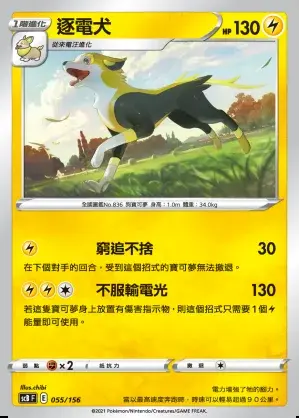 1階進化
逐電犬
HP 130
從來電汪進化
全國圖鑑No.836 狗寶可夢 身高：1.0m 體重：34.0kg
窮追不捨 30
在下個對手的回合，受到這個招式的寶可夢無法撤退。
不服輸電光 130
若這隻寶可夢身上放置有傷害指示物，則這個招式只需要1個
能量即可使用。
弱點 ×2 抵抗力 撤退
Illus.chibi
電力增強了牠的腳力。
scD F E 055/156
當以最高速度奔跑時，時速可以輕易超過９０公里。
©2021 Pokémon/Nintendo/Creatures/GAME FREAK.